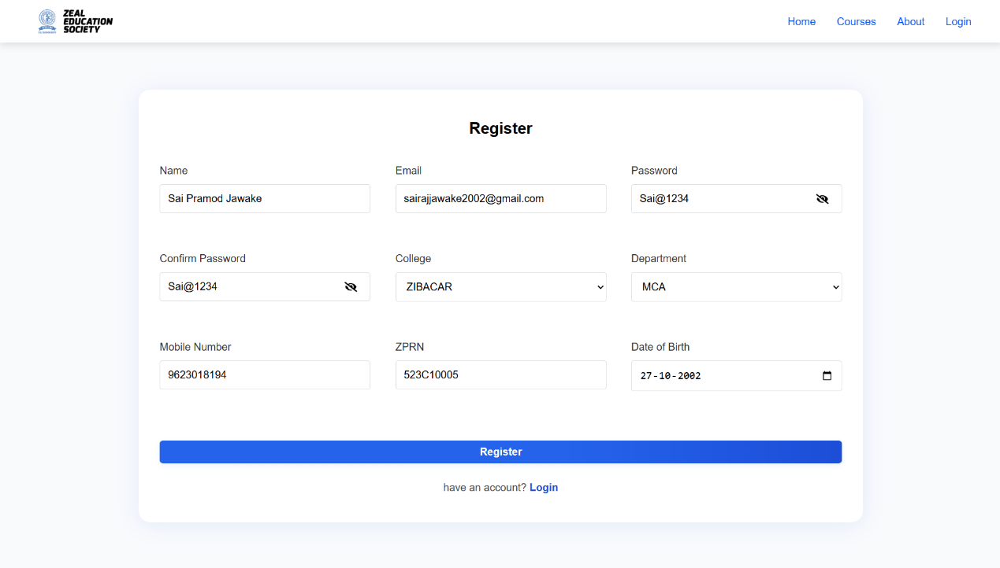 ZEAL
EDUCATION
SOCIETY
Home Courses About Login
Register
Name Email Password
Sai Pramod Jawake sairajjawake2002@gmail.com Sai@1234
Confirm Password College Department
Sai@1234 ZIBACAR MCA
Mobile Number ZPRN Date of Birth
9623018194 523C10005 27-10-2002
Register
have an account? Login